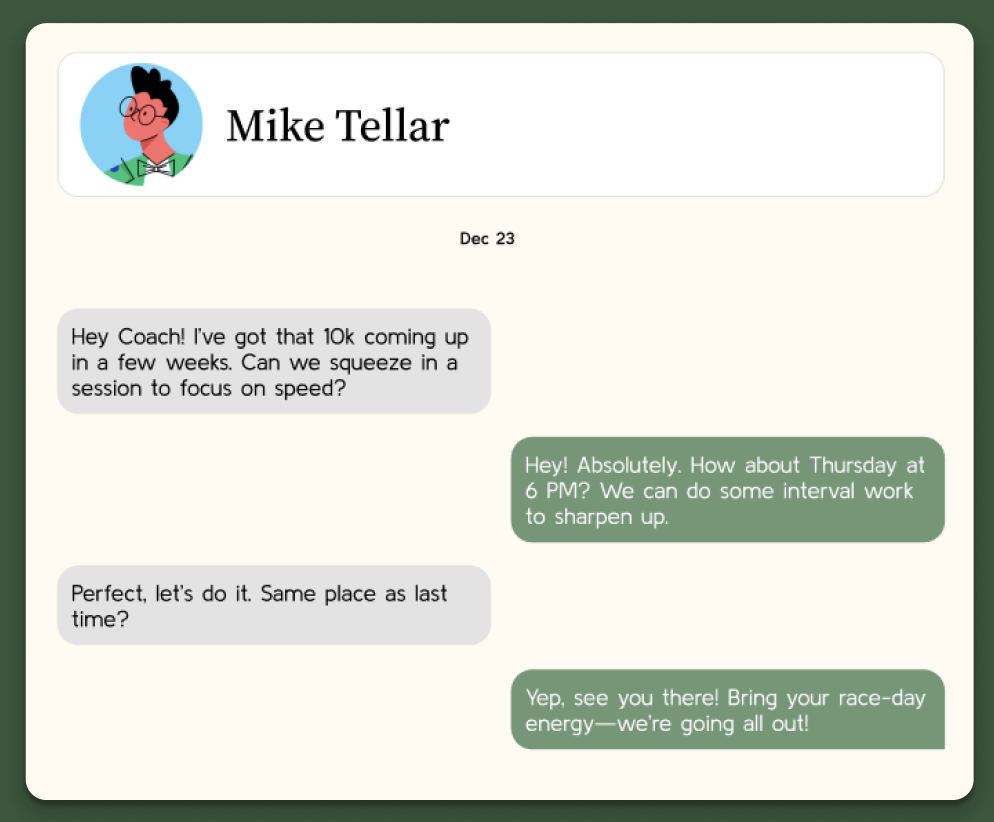 Mike Tellar
Dec 23
Hey Coach! I've got that 10k coming up
in a few weeks. Can we squeeze in a
session to focus on speed?
Hey! Absolutely. How about Thursday at
6 PM? We can do some interval work
to sharpen up.
Perfect, let's do it. Same place as last
time?
Yep, see you there! Bring your race-day
energy—we're going all out!